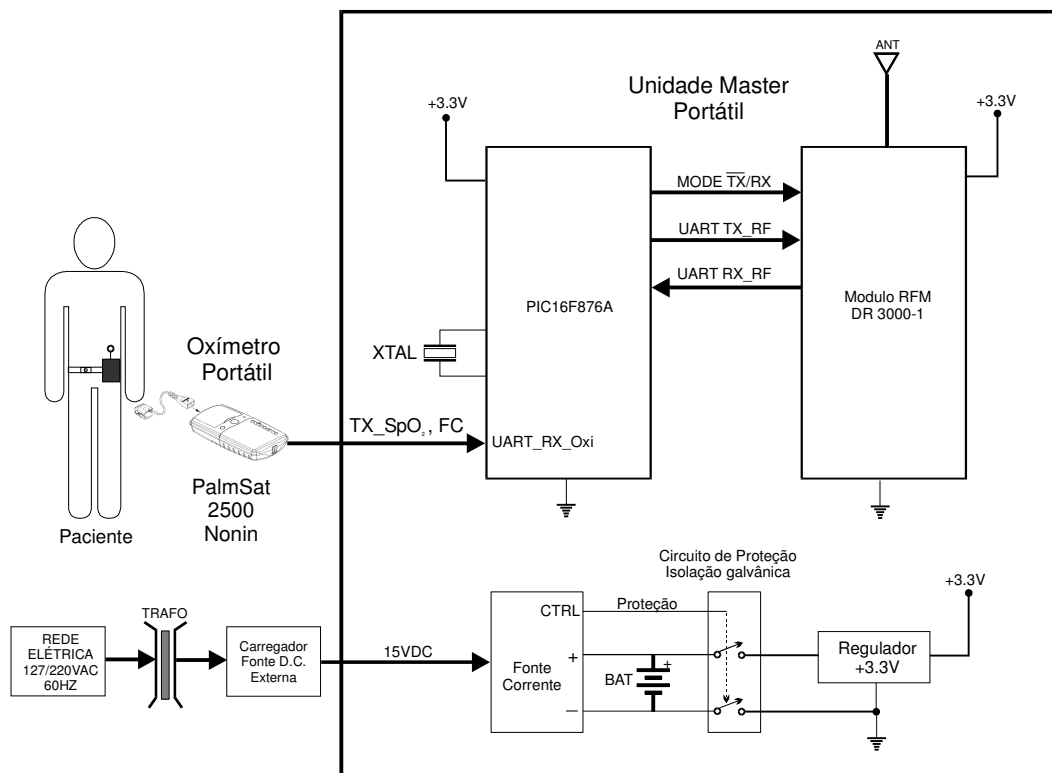 ANT
Unidade Master
Portátil
+3.3V
+3.3V
MODE T̅X̅/RX
UART TX_RF
UART RX_RF
PIC16F876A
Modulo RFM
DR 3000-1
XTAL
Oxímetro
Portátil
TX_SpO₂, FC
UART_RX_Oxi
PalmSat
2500
Nonin
Paciente
Circuito de Proteção
Isolação galvânica
+3.3V
TRAFO
CTRL
Proteção
REDE
ELÉTRICA
127/220VAC
60HZ
Carregador
Fonte D.C.
Externa
15VDC
Fonte
Corrente
+
−
+
BAT
Regulador
+3.3V